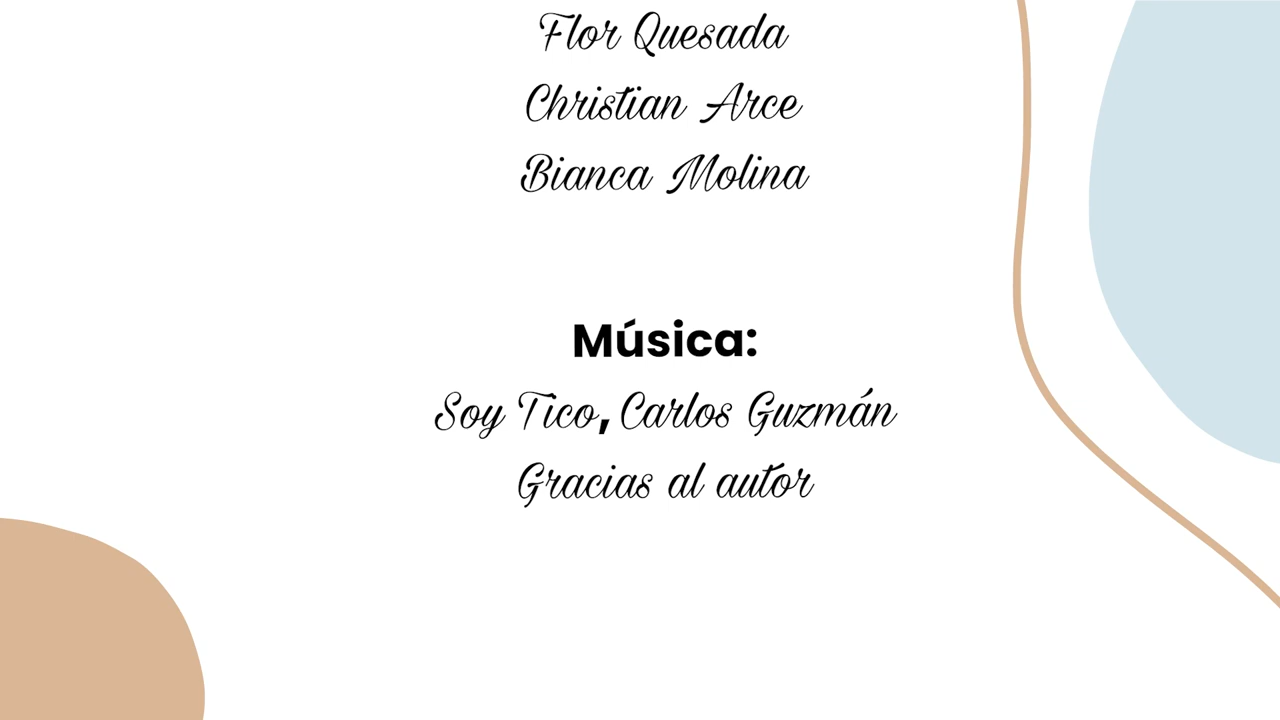 Flor Quesada
Christian Arce
Bianca Molina
Música:
Soy Tico, Carlos Guzmán
Gracias al autor